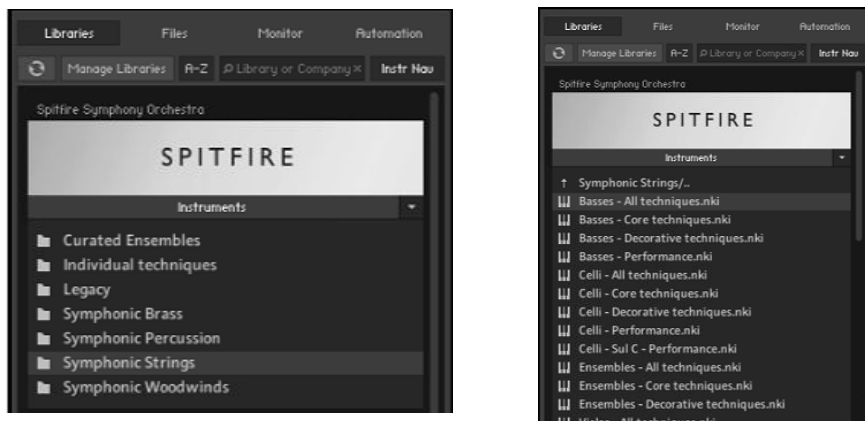 Libraries Files Monitor Automation
Manage Libraries A-Z Library or Company × Instr Nav
Spitfire Symphony Orchestra
SPITFIRE
Instruments
Curated Ensembles
Individual techniques
Legacy
Symphonic Brass
Symphonic Percussion
Symphonic Strings
Symphonic Woodwinds
Libraries Files Monitor Automation
Manage Libraries A-Z Library or Company × Instr Nav
Spitfire Symphony Orchestra
SPITFIRE
Instruments
↑ Symphonic Strings/..
Basses - All techniques.nki
Basses - Core techniques.nki
Basses - Decorative techniques.nki
Basses - Performance.nki
Celli - All techniques.nki
Celli - Core techniques.nki
Celli - Decorative techniques.nki
Celli - Performance.nki
Celli - Sul C - Performance.nki
Ensembles - All techniques.nki
Ensembles - Core techniques.nki
Ensembles - Decorative techniques.nki